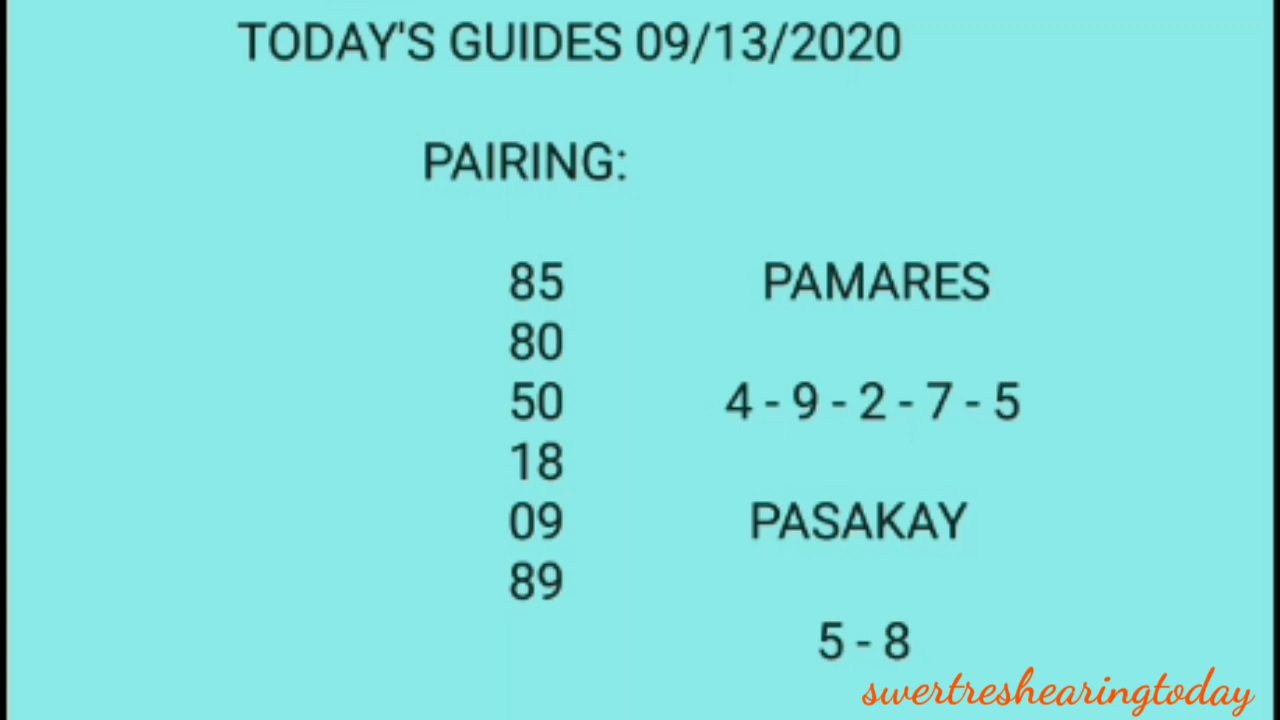 TODAY'S GUIDES 09/13/2020
PAIRING:
85
80
50
18
09
89
PAMARES
4 - 9 - 2 - 7 - 5
PASAKAY
5 - 8
swertreshearingtoday